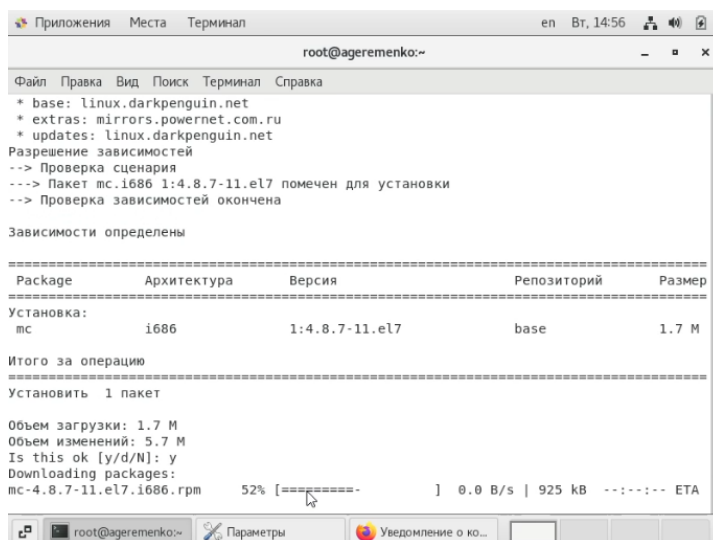 Приложения Места Терминал en Вт, 14:56
root@ageremenko:~
Файл Правка Вид Поиск Терминал Справка
* base: linux.darkpenguin.net
* extras: mirrors.powernet.com.ru
* updates: linux.darkpenguin.net
Разрешение зависимостей
--> Проверка сценария
---> Пакет mc.i686 1:4.8.7-11.el7 помечен для установки
--> Проверка зависимостей окончена
Зависимости определены
================================================================================
Package Архитектура Версия Репозиторий Размер
================================================================================
Установка:
mc i686 1:4.8.7-11.el7 base 1.7 M
Итого за операцию
================================================================================
Установить 1 пакет
Объем загрузки: 1.7 M
Объем изменений: 5.7 M
Is this ok [y/d/N]: y
Downloading packages:
mc-4.8.7-11.el7.i686.rpm 52% [=========- ] 0.0 B/s | 925 kB --:--:-- ETA
root@ageremenko:~ Параметры Уведомление о ко...